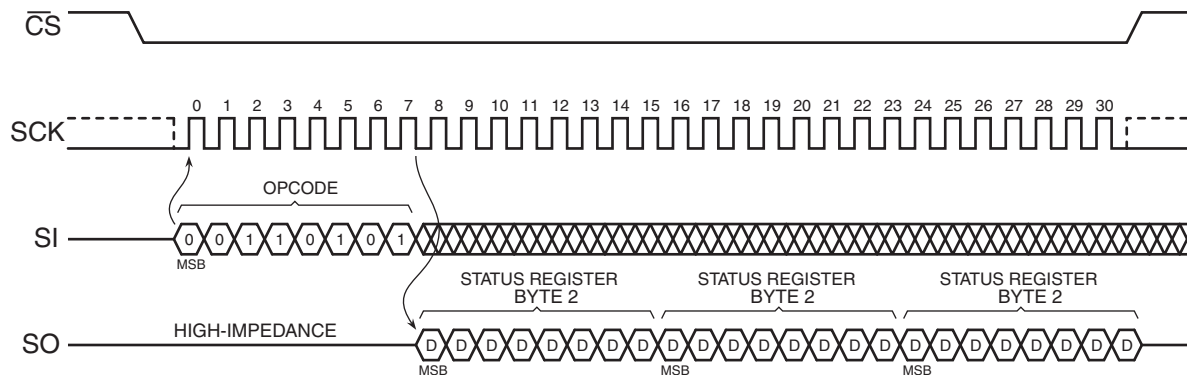 CS
0 1 2 3 4 5 6 7 8 9 10 11 12 13 14 15 16 17 18 19 20 21 22 23 24 25 26 27 28 29 30
SCK
OPCODE
SI 0 0 1 1 0 1 0 1
MSB
STATUS REGISTER STATUS REGISTER STATUS REGISTER
BYTE 2 BYTE 2 BYTE 2
HIGH-IMPEDANCE
SO D D D D D D D D D D D D D D D D D D D D D D D D
MSB MSB MSB